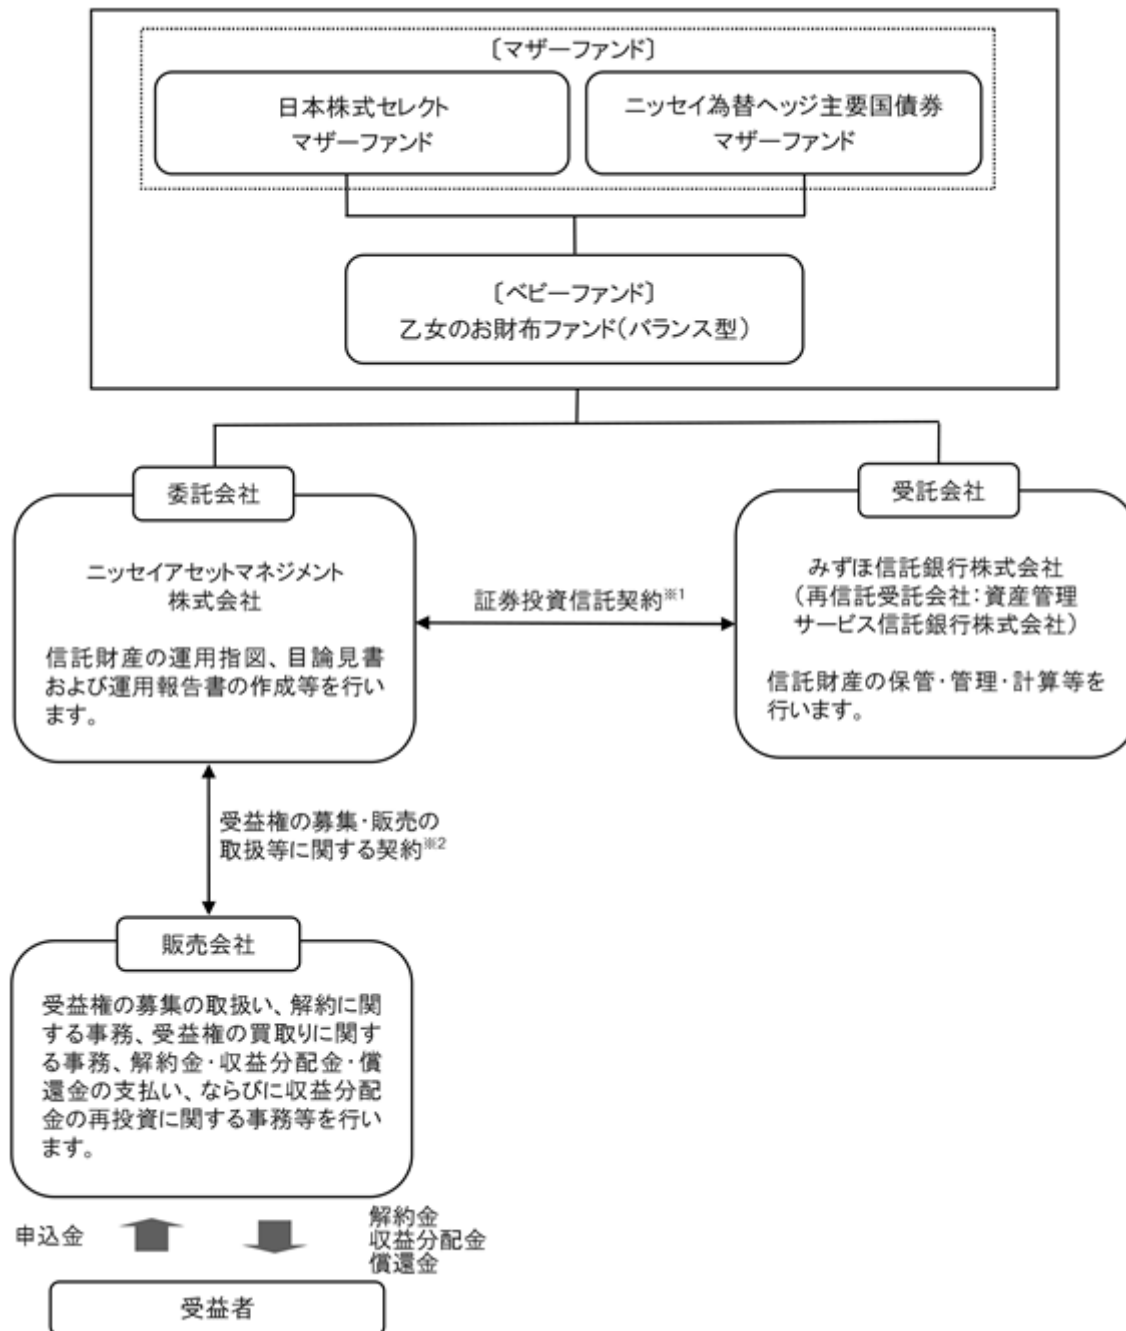 〔マザーファンド〕
日本株式セレクト
マザーファンド
ニッセイ為替ヘッジ主要国債券
マザーファンド
〔ベビーファンド〕
乙女のお財布ファンド(バランス型)
委託会社
ニッセイアセットマネジメント
株式会社
信託財産の運用指図、目論見書
および運用報告書の作成等を行い
ます。
証券投資信託契約※1
受託会社
みずほ信託銀行株式会社
(再信託受託会社:資産管理
サービス信託銀行株式会社)
信託財産の保管・管理・計算等を
行います。
受益権の募集・販売の
取扱等に関する契約※2
販売会社
受益権の募集の取扱い、解約に関
する事務、受益権の買取りに関す
る事務、解約金・収益分配金・償
還金の支払い、ならびに収益分配
金の再投資に関する事務等を行い
ます。
申込金
解約金
収益分配金
償還金
受益者